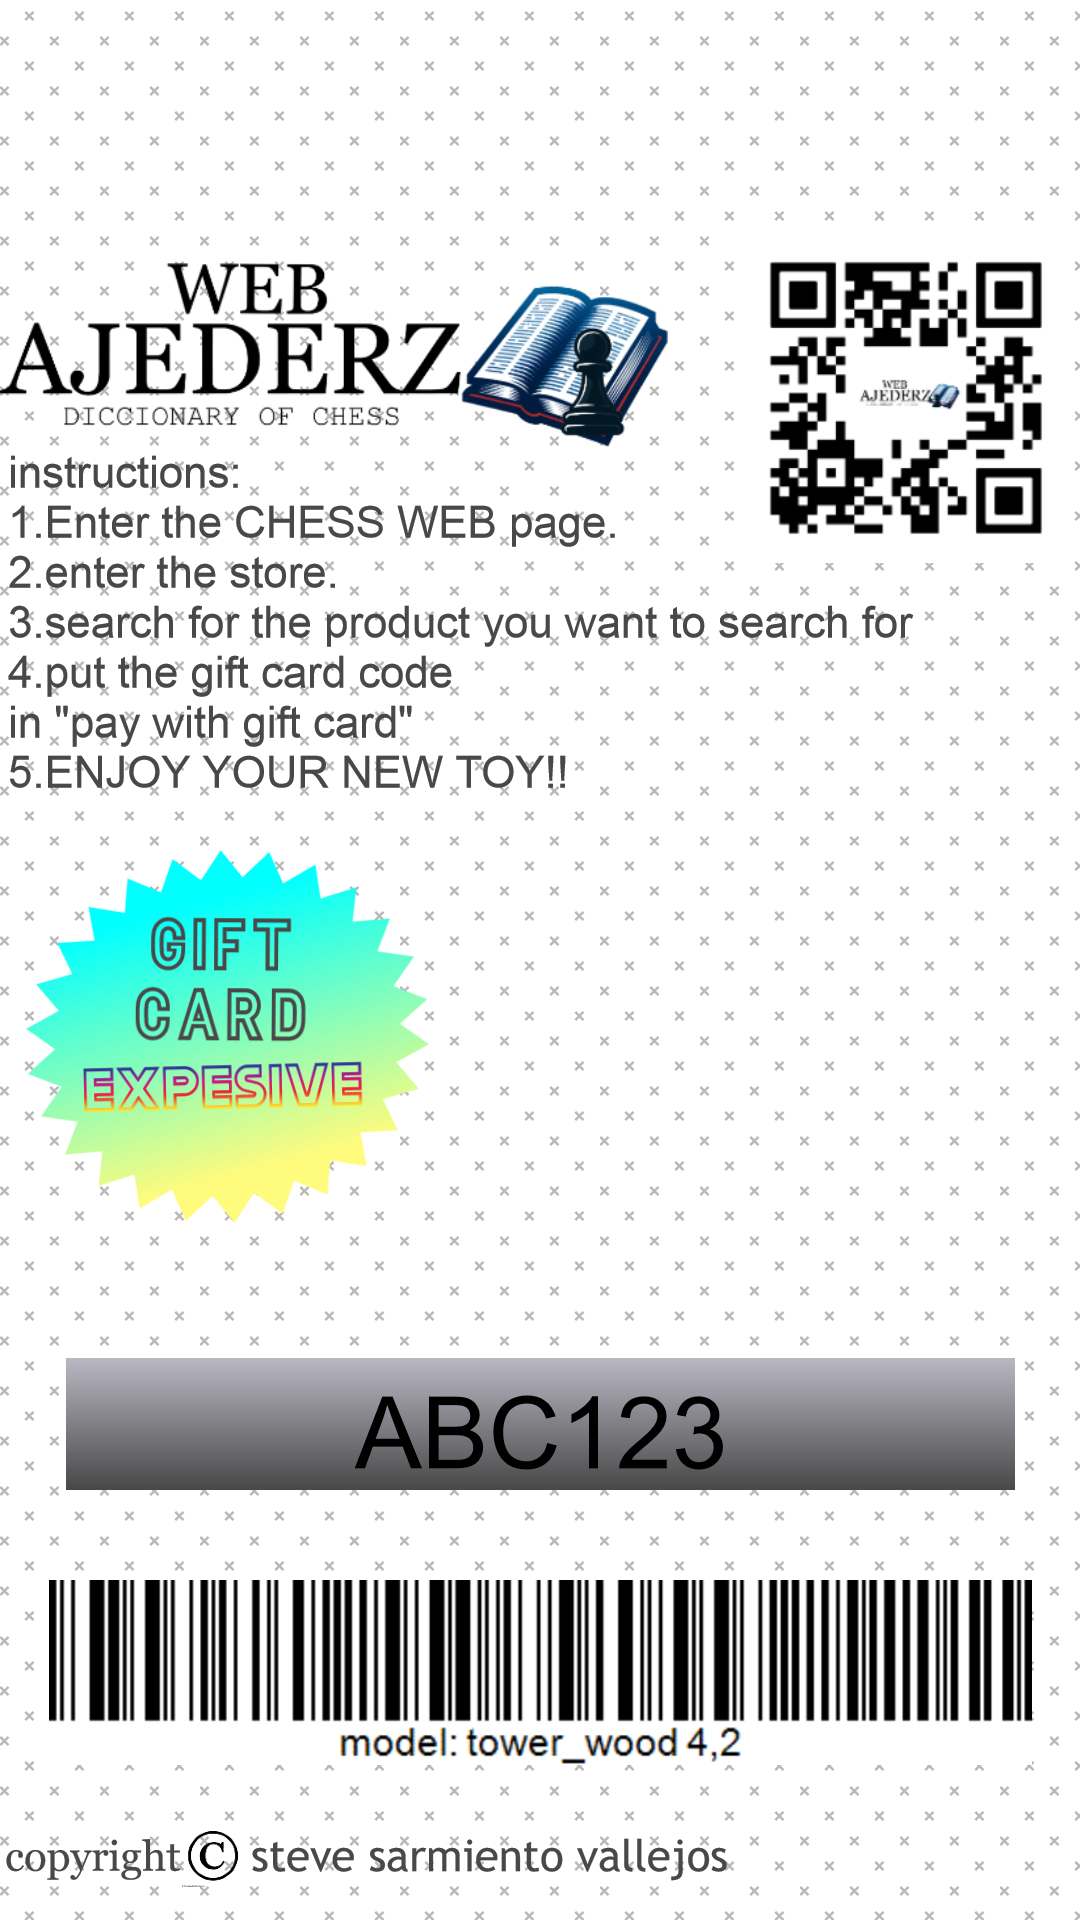 WEB
AJEDERZ
DICCIONARY OF CHESS
WEB
AJEDERZ
instructions:
1.Enter the CHESS WEB page.
2.enter the store.
3.search for the product you want to search for
4.put the gift card code
in "pay with gift card"
5.ENJOY YOUR NEW TOY!!
GIFT
CARD
EXPESIVE
ABC123
model: tower_wood 4,2
copyright © steve sarmiento vallejos